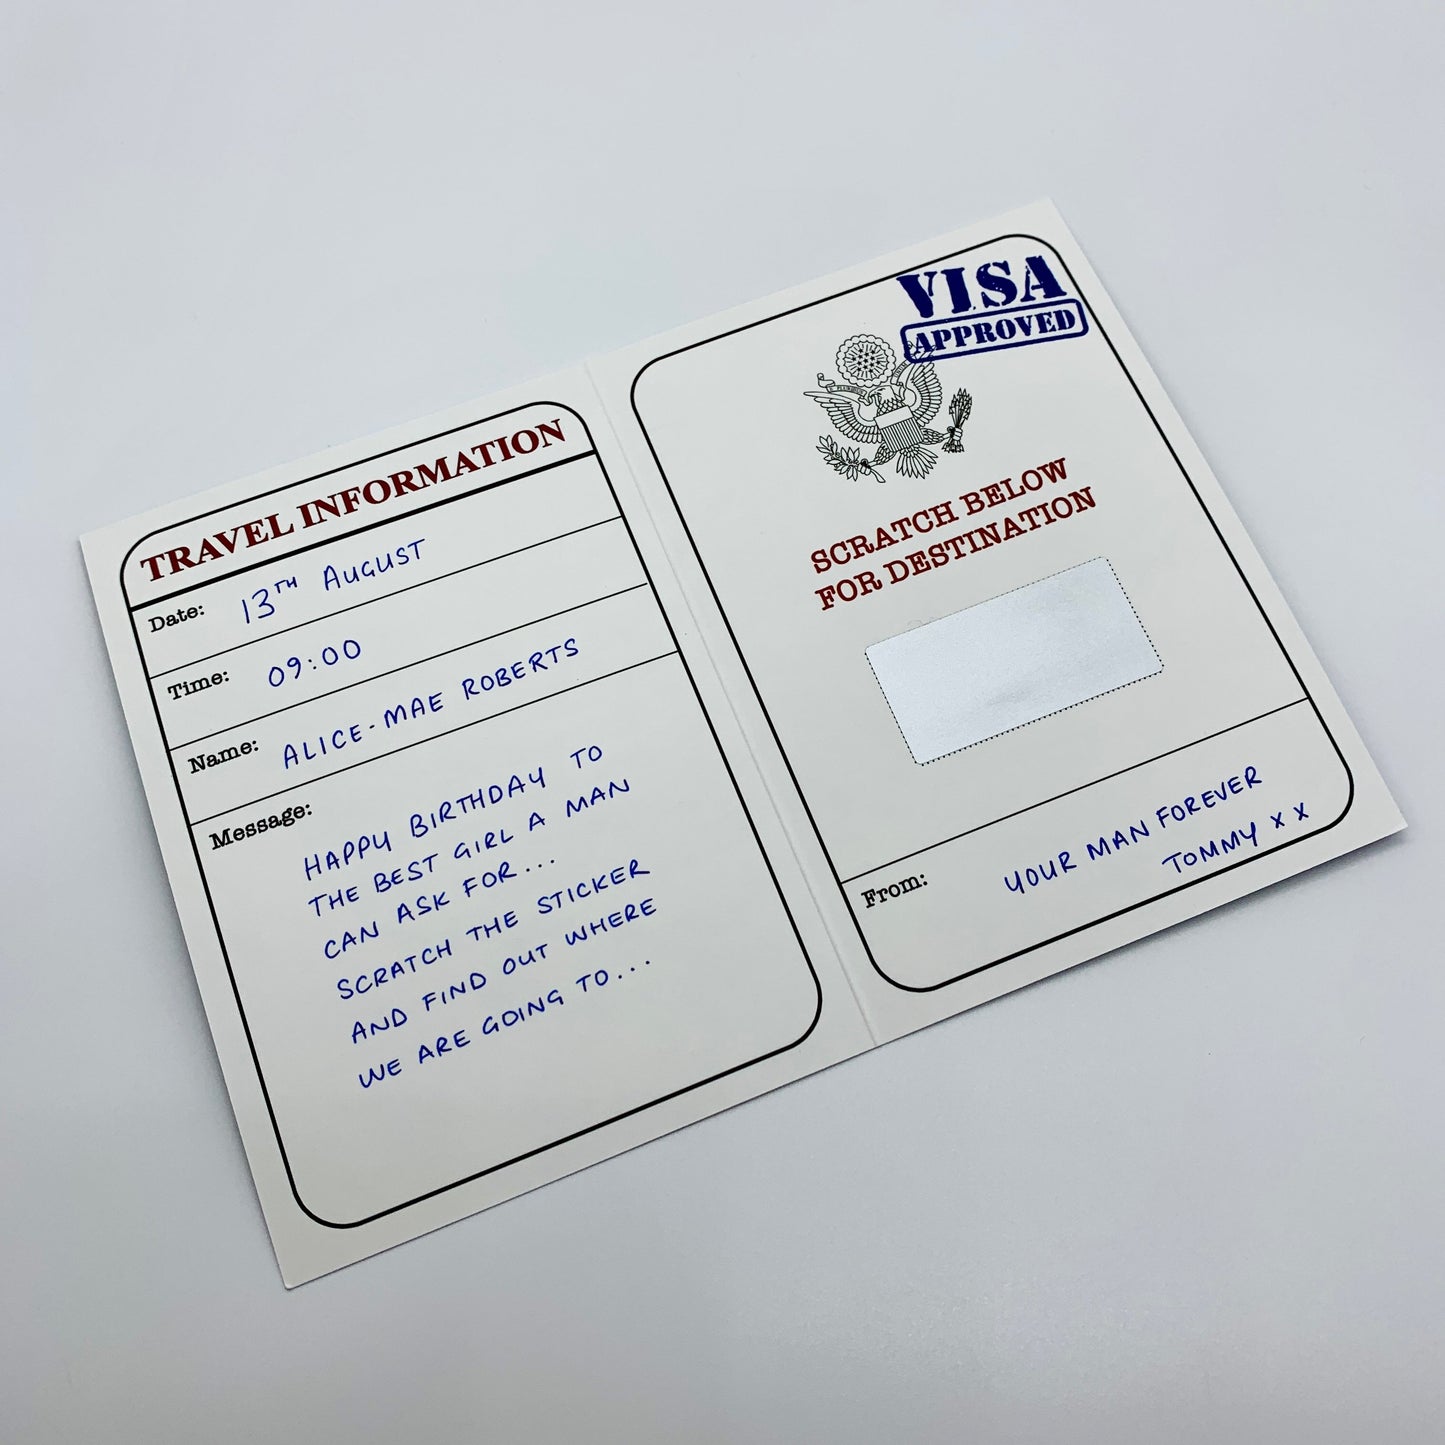 TRAVEL INFORMATION
Date: 13TH AUGUST
Time: 09:00
Name: ALICE-MAE ROBERTS
Message:
HAPPY BIRTHDAY TO
THE BEST GIRL A MAN
CAN ASK FOR...
SCRATCH THE STICKER
AND FIND OUT WHERE
WE ARE GOING TO...
VISA
APPROVED
SCRATCH BELOW
FOR DESTINATION
From: YOUR MAN FOREVER
TOMMY x x